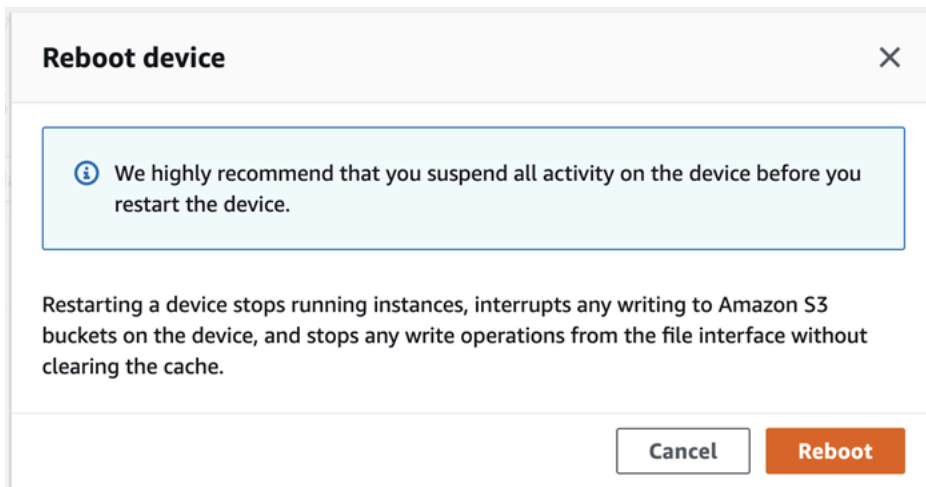 Reboot device
We highly recommend that you suspend all activity on the device before you
restart the device.
Restarting a device stops running instances, interrupts any writing to Amazon S3
buckets on the device, and stops any write operations from the file interface without
clearing the cache.
Cancel
Reboot